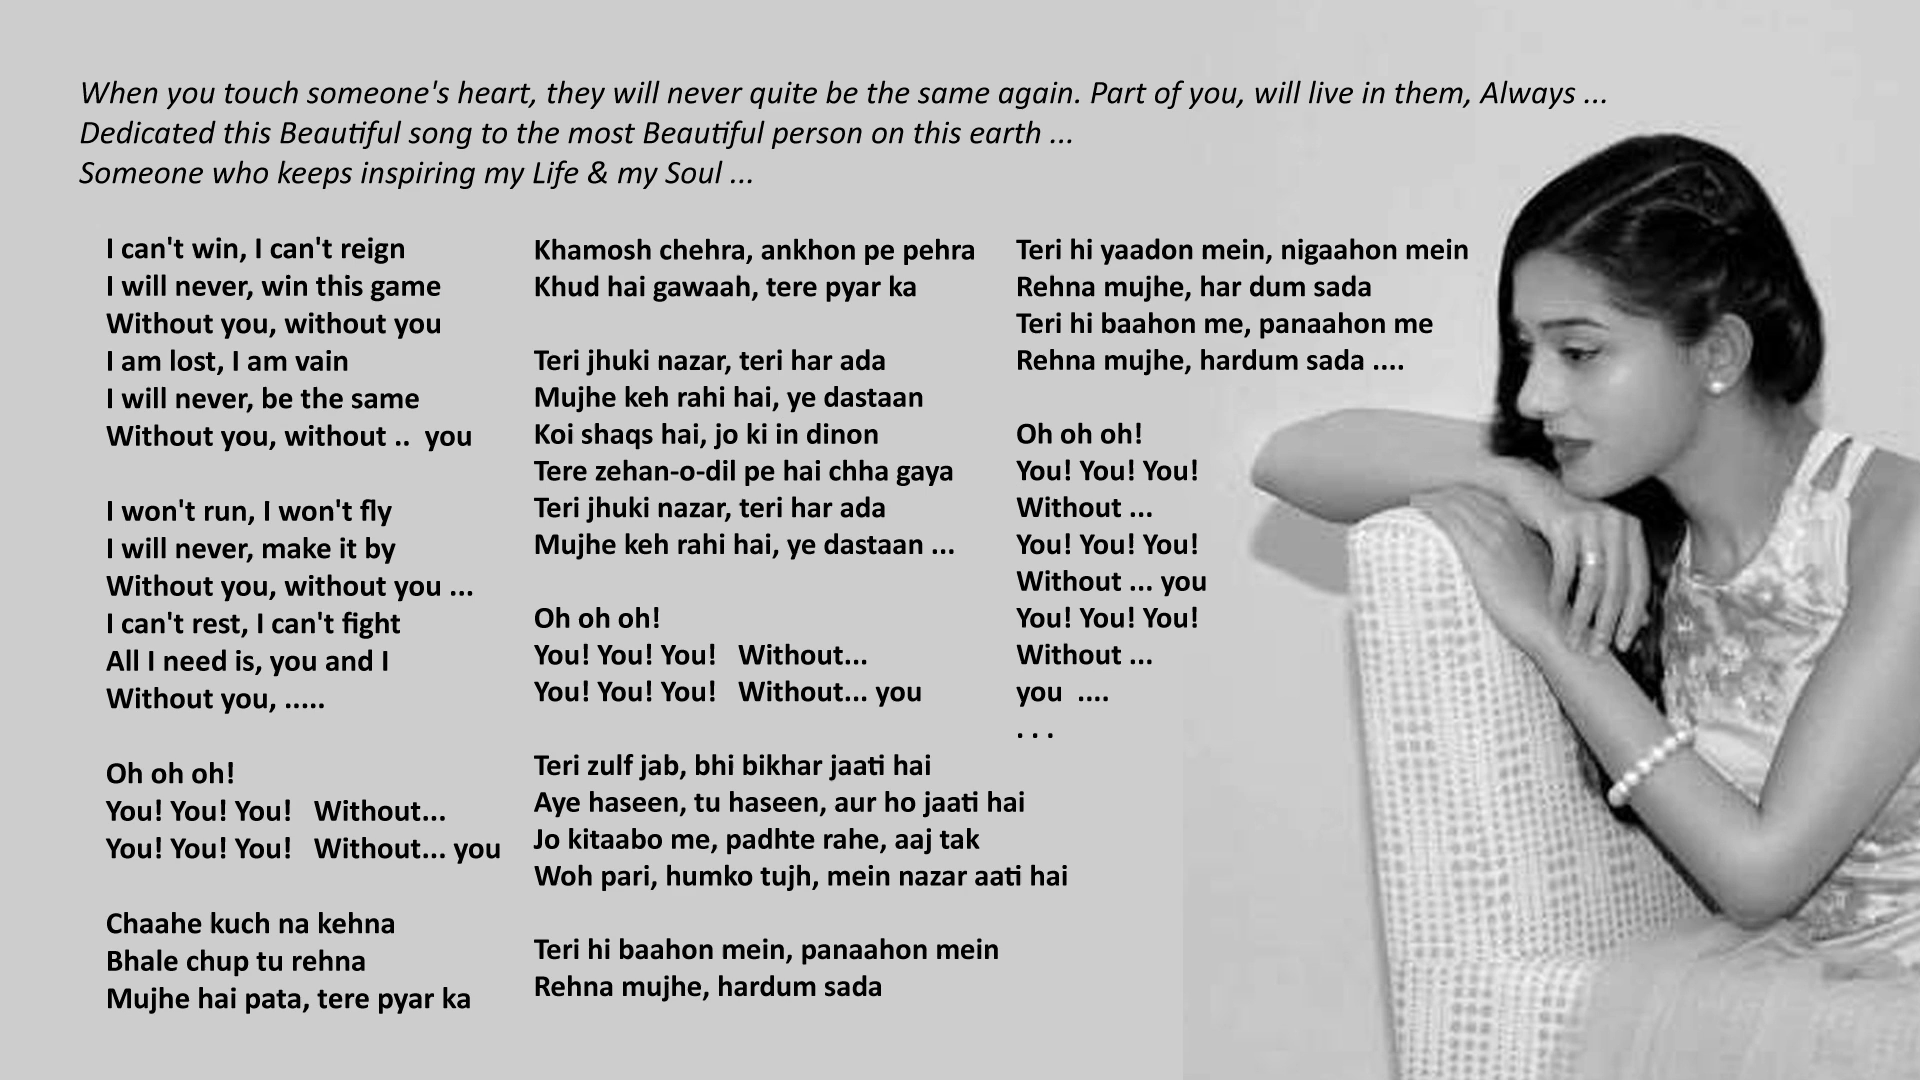 When you touch someone's heart, they will never quite be the same again. Part of you, will live in them, Always ...
Dedicated this Beautiful song to the most Beautiful person on this earth ...
Someone who keeps inspiring my Life & my Soul ...
I can't win, I can't reign
I will never, win this game
Without you, without you
I am lost, I am vain
I will never, be the same
Without you, without ..  you
I won't run, I won't fly
I will never, make it by
Without you, without you ...
I can't rest, I can't fight
All I need is, you and I
Without you, .....
Oh oh oh!
You! You! You!   Without...
You! You! You!   Without... you
Chaahe kuch na kehna
Bhale chup tu rehna
Mujhe hai pata, tere pyar ka
Khamosh chehra, ankhon pe pehra
Khud hai gawaah, tere pyar ka
Teri jhuki nazar, teri har ada
Mujhe keh rahi hai, ye dastaan
Koi shaqs hai, jo ki in dinon
Tere zehan-o-dil pe hai chha gaya
Teri jhuki nazar, teri har ada
Mujhe keh rahi hai, ye dastaan ...
Oh oh oh!
You! You! You!   Without...
You! You! You!   Without... you
Teri zulf jab, bhi bikhar jaati hai
Aye haseen, tu haseen, aur ho jaati hai
Jo kitaabo me, padhte rahe, aaj tak
Woh pari, humko tujh, mein nazar aati hai
Teri hi baahon mein, panaahon mein
Rehna mujhe, hardum sada
Teri hi yaadon mein, nigaahon mein
Rehna mujhe, har dum sada
Teri hi baahon me, panaahon me
Rehna mujhe, hardum sada ....
Oh oh oh!
You! You! You!
Without ...
You! You! You!
Without ... you
You! You! You!
Without ...
you  ....
. . .